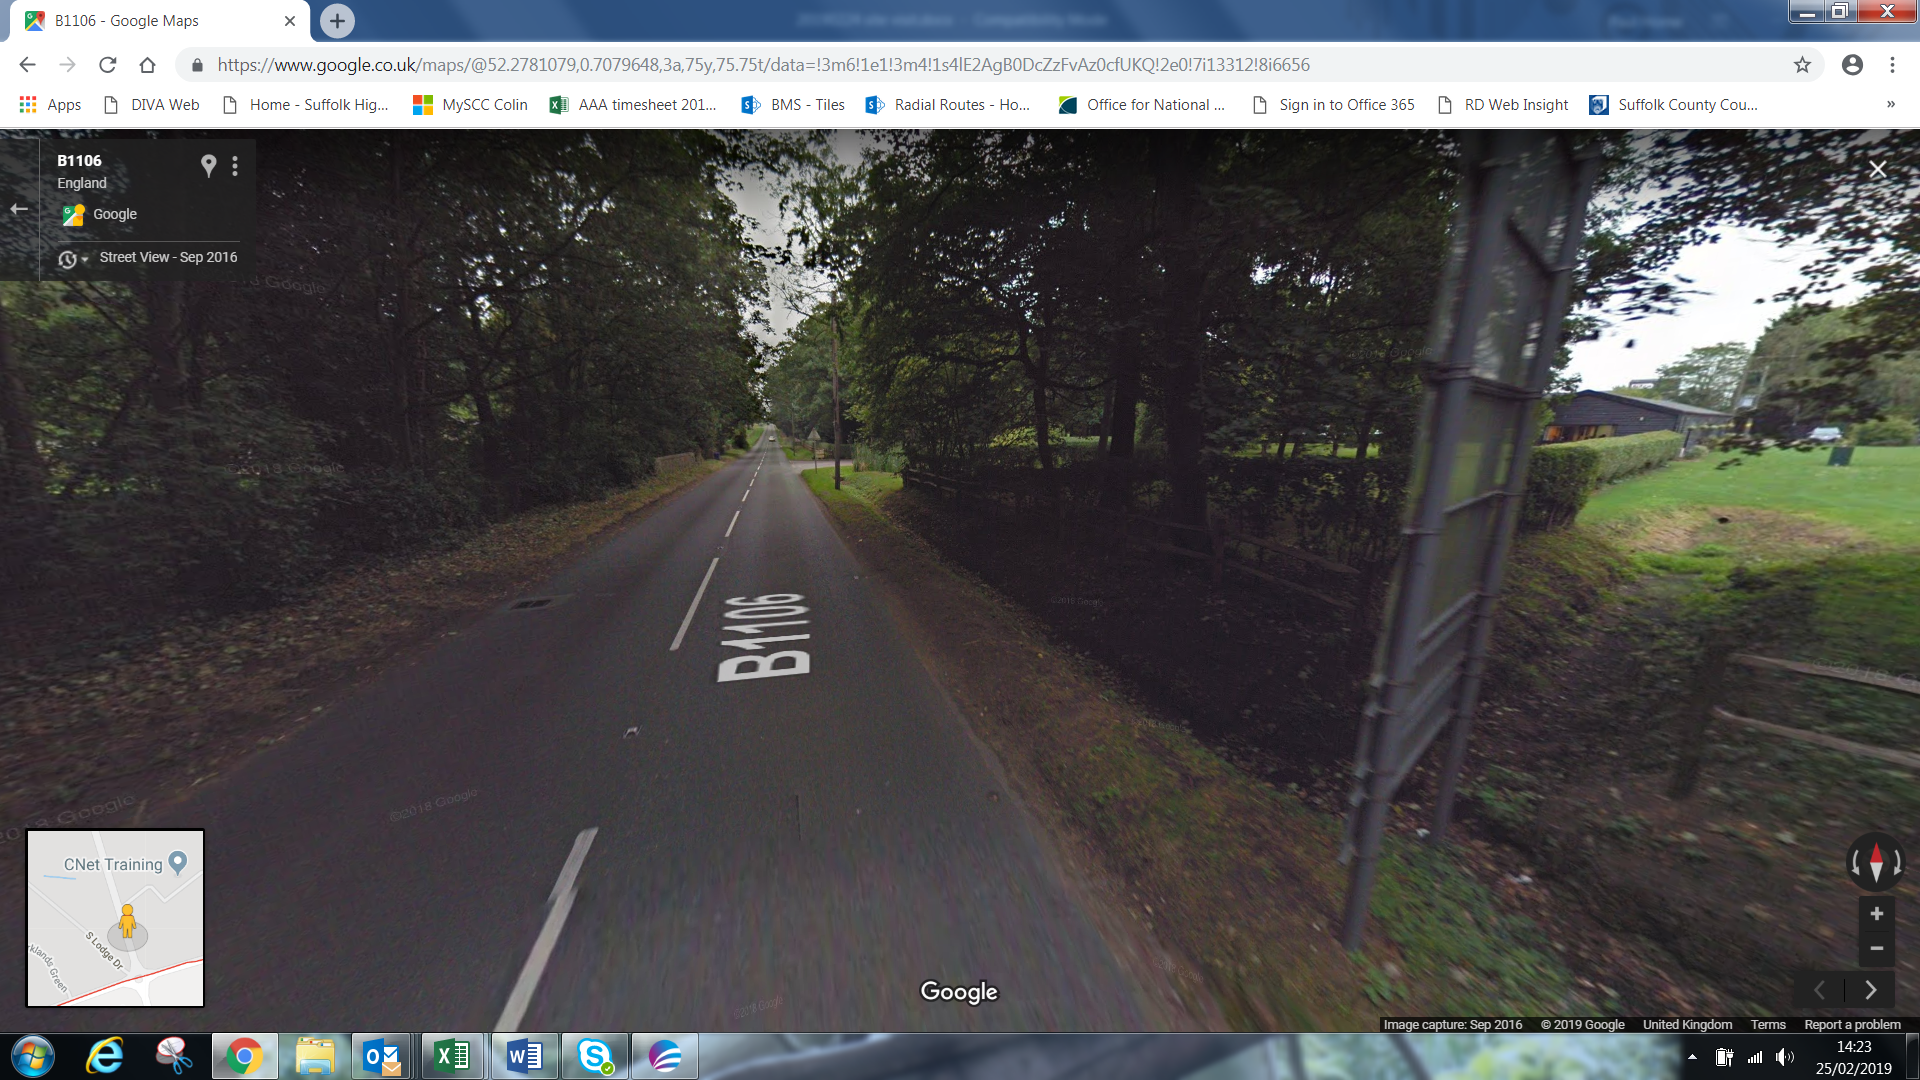 B1106 - Google Maps
https://www.google.co.uk/maps/@52.2781079,0.7079648,3a,75y,75.75t/data=!3m6!1e1!3m4!1s4lE2AgB0DcZzFvAz0cfUKQ!2e0!7i13312!8i6656
Apps
DIVA Web
Home - Suffolk Hig...
MySCC Colin
AAA timesheet 201...
BMS - Tiles
Radial Routes - Ho...
Office for National ...
Sign in to Office 365
RD Web Insight
Suffolk County Cou...
»
B1106
England
Google
Street View - Sep 2016
B1106
©2018 Google
CNet Training
S Lodge Dr
rklands Green
Google
Image capture: Sep 2016 © 2019 Google United Kingdom Terms Report a problem
14:23
25/02/2019